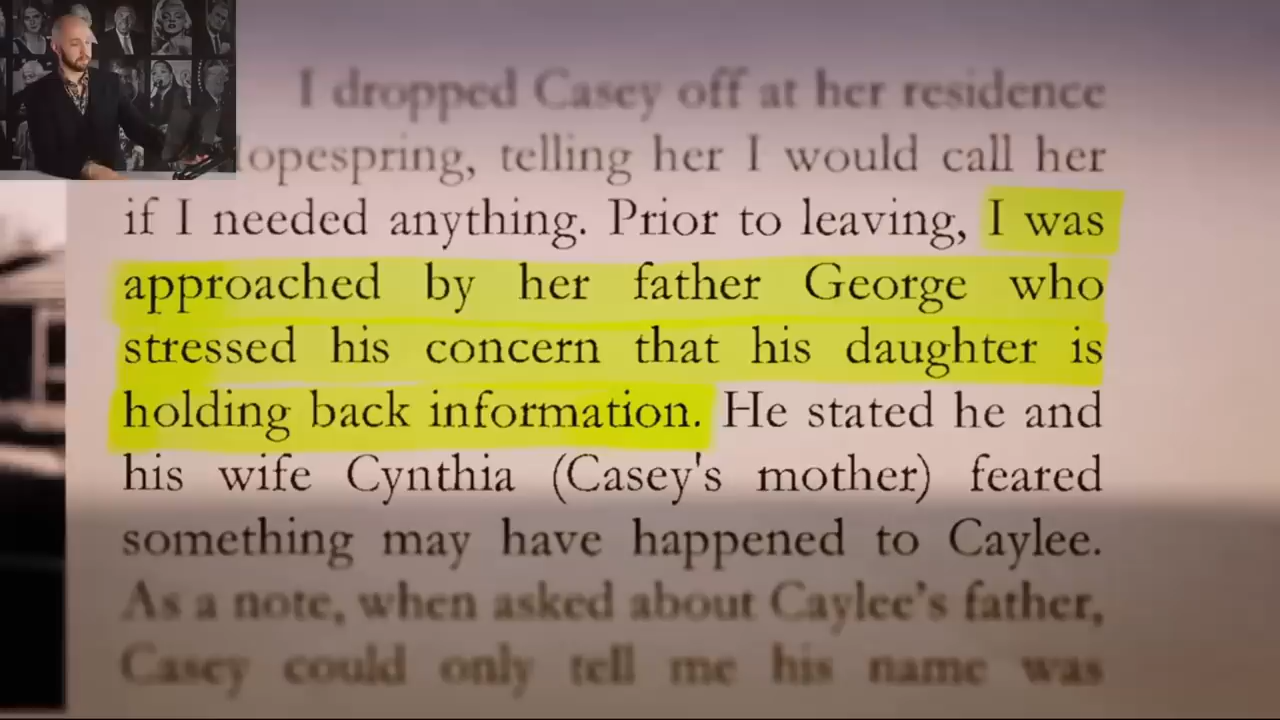 I dropped Casey off at her residence
lopespring, telling her I would call her
if I needed anything. Prior to leaving, I was
approached by her father George who
stressed his concern that his daughter is
holding back information. He stated he and
his wife Cynthia (Casey's mother) feared
something may have happened to Caylee.
As a note, when asked about Caylee's father,
Casey could only tell me his name was